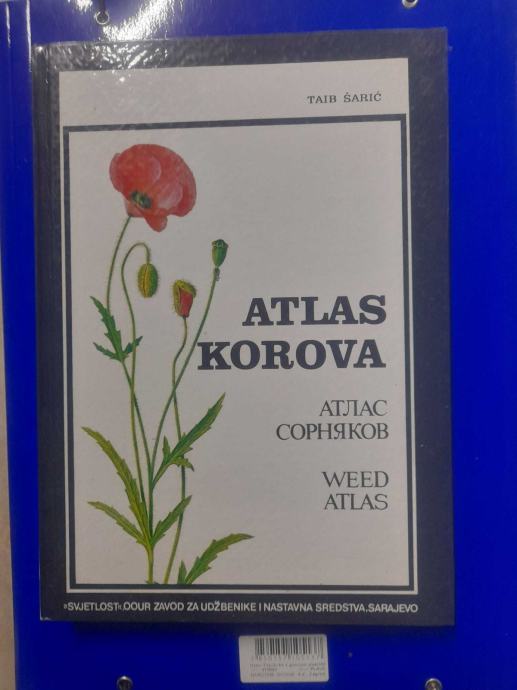 TAIB ŠARIĆ
ATLAS
KOROVA
АТЛАС
СОРНЯКОВ
WEED
ATLAS
»SVJETLOST«, OOUR ZAVOD ZA UDŽBENIKE I NASTAVNA SREDSTVA, SARAJEVO